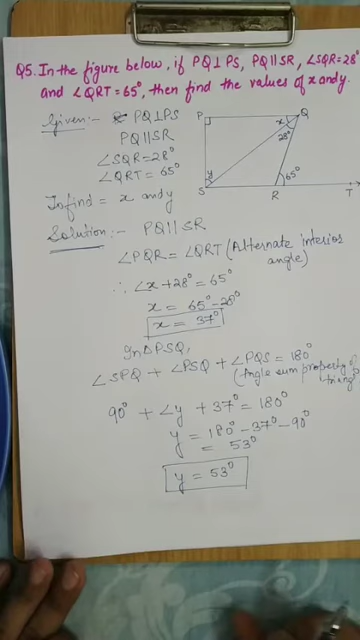 Q5. In the figure below, if PQ⊥PS, PQ||SR, ∠SQR=28°
and ∠QRT=65°, then find the values of x and y.
Given:- PQ⊥PS
PQ||SR
∠SQR=28°
∠QRT=65°
To find = x and y
P
Q
x
28°
y
65°
S
R
T
Solution:- PQ||SR
∠PQR = ∠QRT (Alternate interior
angle)
∴ ∠x+28°=65°
x = 65°-28°
x = 37°
In ∆PSQ,
∠SPQ + ∠PSQ + ∠PQS = 180°
(Angle sum property of
90° + ∠y + 37° = 180°
y = 180°-37°-90°
= 53°
y = 53°